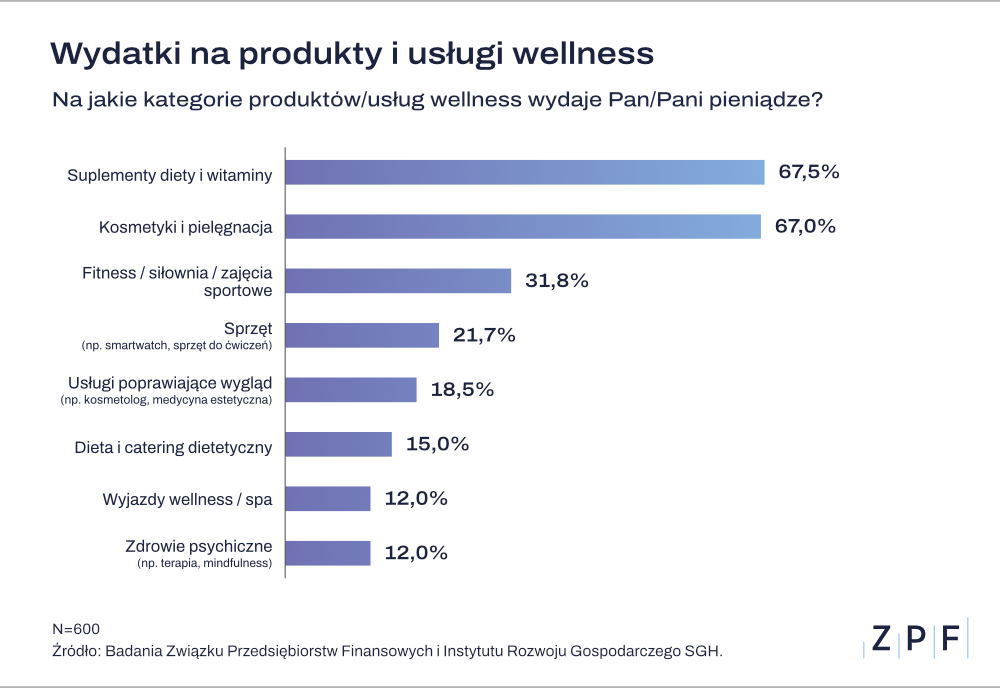 Wydatki na produkty i usługi wellness
Na jakie kategorie produktów/usług wellness wydaje Pan/Pani pieniądze?
Suplementy diety i witaminy 67,5%
Kosmetyki i pielęgnacja 67,0%
Fitness / siłownia / zajęcia
sportowe 31,8%
Sprzęt
(np. smartwatch, sprzęt do ćwiczeń) 21,7%
Usługi poprawiające wygląd
(np. kosmetolog, medycyna estetyczna) 18,5%
Dieta i catering dietetyczny 15,0%
Wyjazdy wellness / spa 12,0%
Zdrowie psychiczne
(np. terapia, mindfulness) 12,0%
N=600
Źródło: Badania Związku Przedsiębiorstw Finansowych i Instytutu Rozwoju Gospodarczego SGH.
ZPF